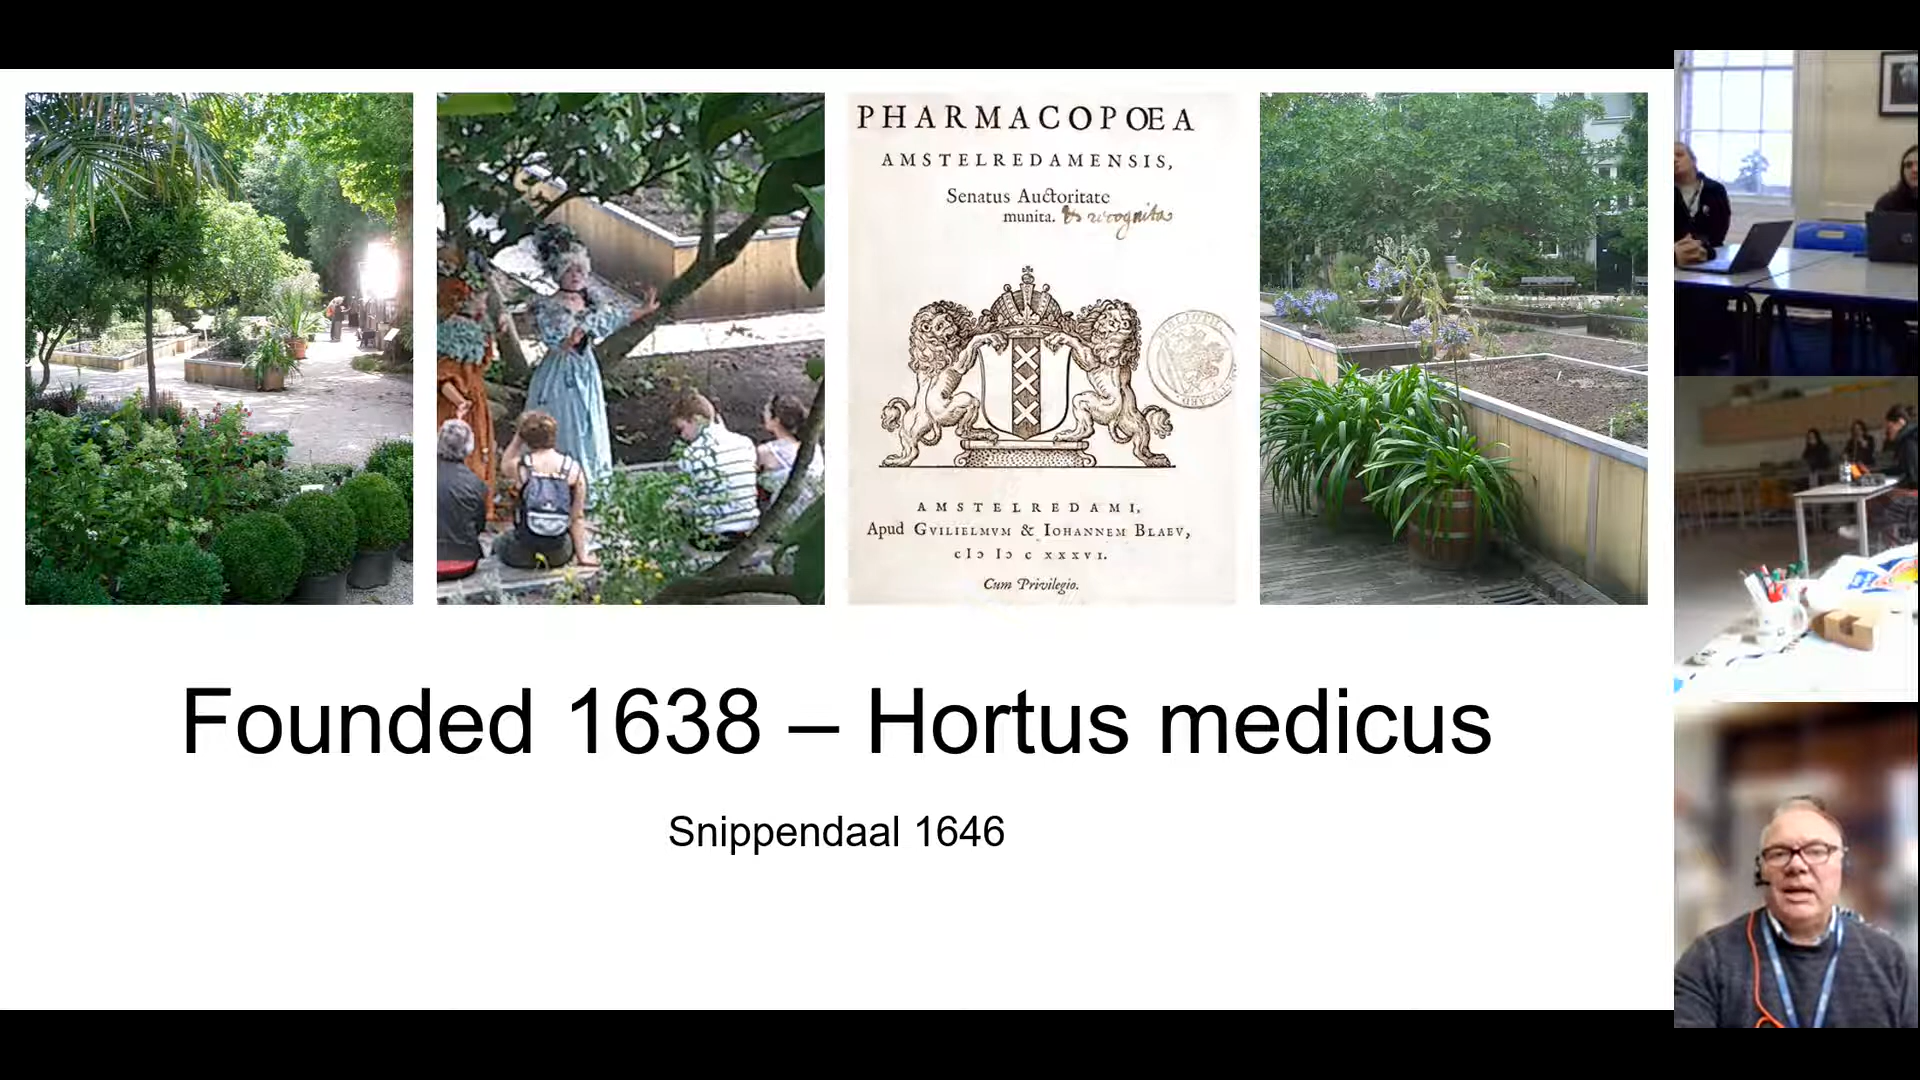 PHARMACOPOEA
AMSTELREDAMENSIS,
Senatus Auctoritate
munita. & recognita
AMSTELREDAMI,
Apud GVILIELMVM & IOHANNEM BLAEV,
cIɔ Iɔ c xxxvi.
Cum Privilegio.
Founded 1638 – Hortus medicus
Snippendaal 1646